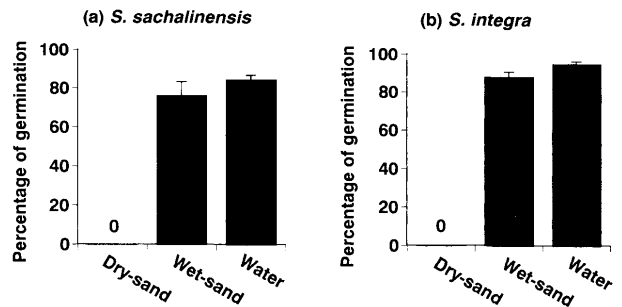 (a) S. sachalinensis
Percentage of germination
100
80
60
40
20
0
0
Dry-sand
Wet-sand
Water
(b) S. integra
Percentage of germination
100
80
60
40
20
0
0
Dry-sand
Wet-sand
Water